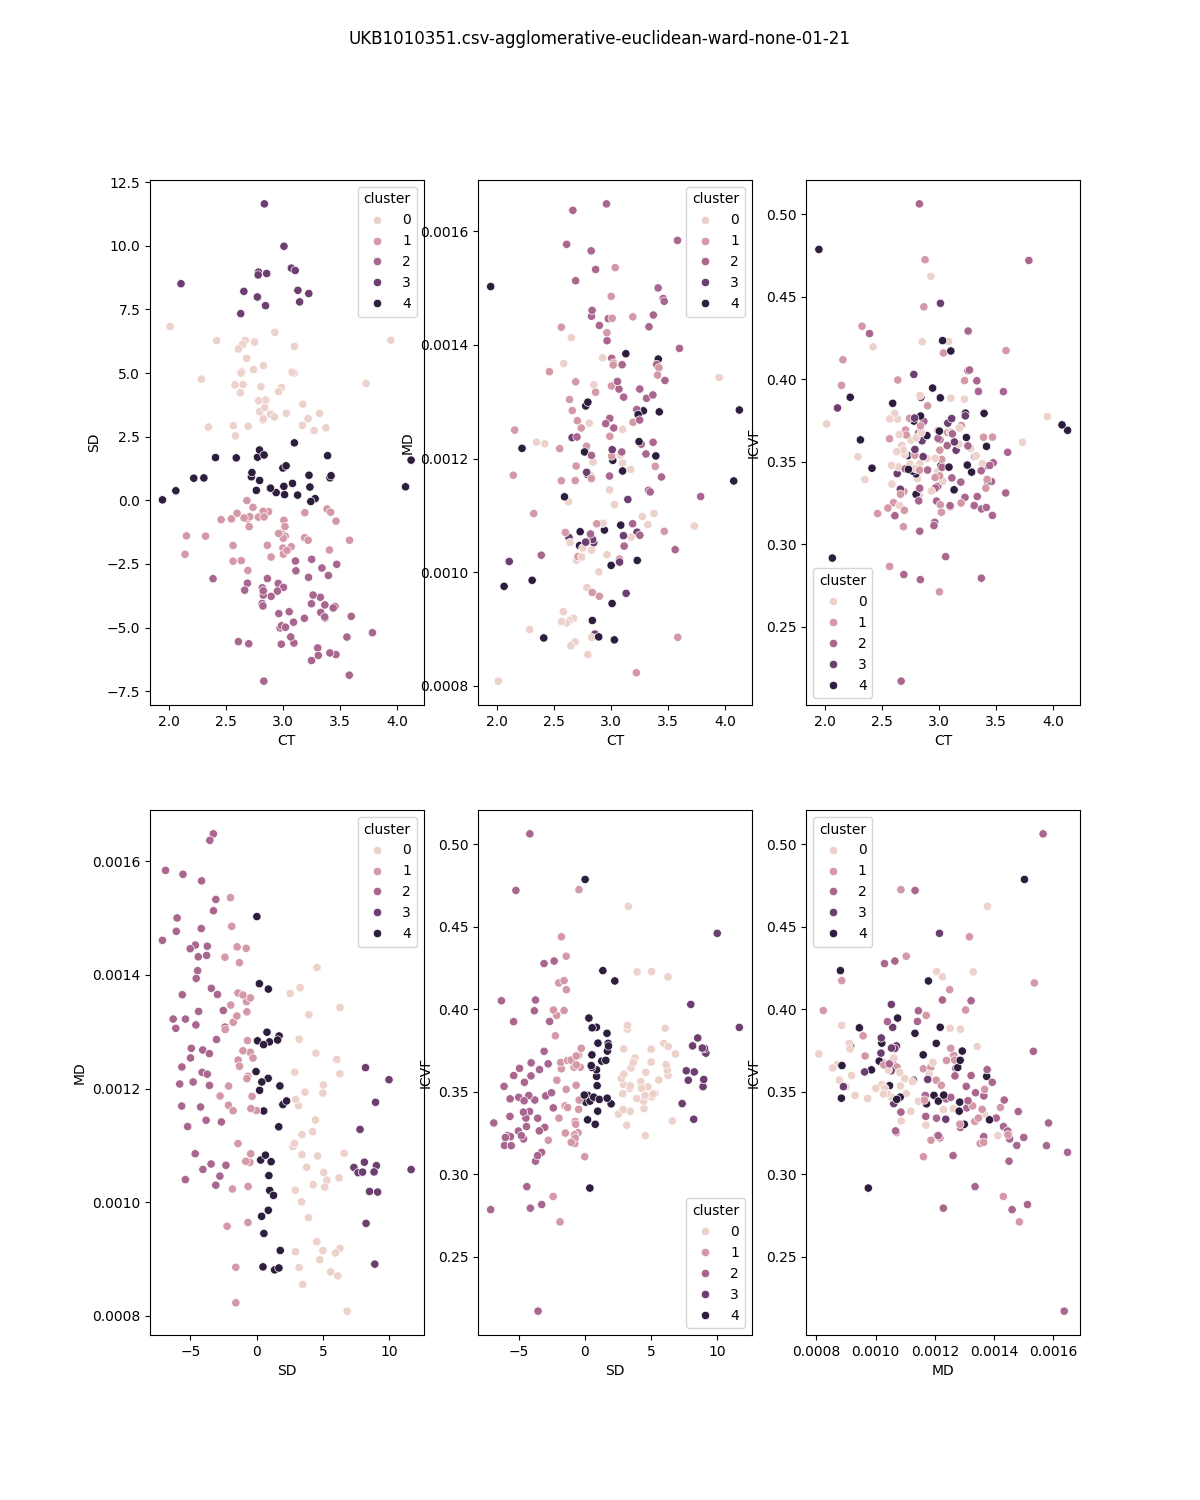 UKB1010351.csv-agglomerative-euclidean-ward-none-01-21
12.5
10.0
7.5
5.0
2.5
0.0
−2.5
−5.0
−7.5
SD
2.0 2.5 3.0 3.5 4.0
CT
cluster
0
1
2
3
4
0.0016
0.0014
0.0012
0.0010
0.0008
MD
2.0 2.5 3.0 3.5 4.0
CT
cluster
0
1
2
3
4
0.50
0.45
0.40
0.35
0.30
0.25
ICVF
2.0 2.5 3.0 3.5 4.0
CT
cluster
0
1
2
3
4
0.0016
0.0014
0.0012
0.0010
0.0008
MD
−5 0 5 10
SD
cluster
0
1
2
3
4
0.50
0.45
0.40
0.35
0.30
0.25
ICVF
−5 0 5 10
SD
cluster
0
1
2
3
4
0.50
0.45
0.40
0.35
0.30
0.25
ICVF
0.0008 0.0010 0.0012 0.0014 0.0016
MD
cluster
0
1
2
3
4